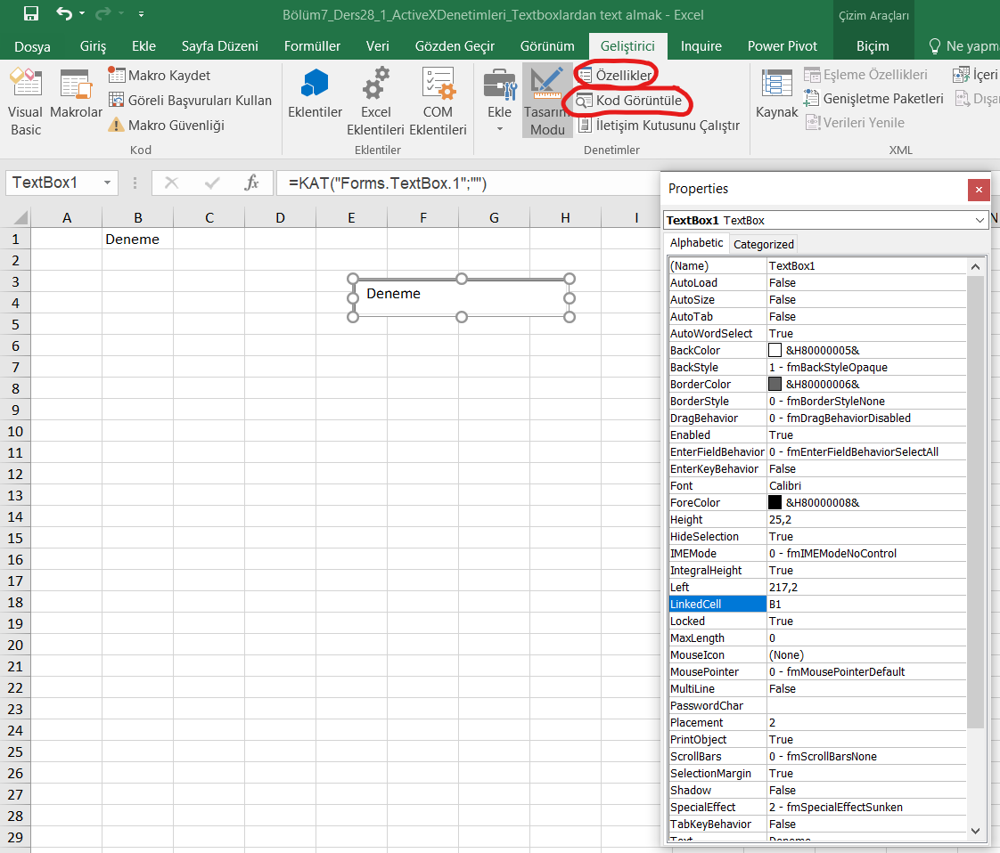 Bölüm7_Ders28_1_ActiveXDenetimleri_Textboxlardan text almak - Excel
Çizim Araçları
Dosya Giriş Ekle Sayfa Düzeni Formüller Veri Gözden Geçir Görünüm Geliştirici Inquire Power Pivot Biçim Ne yapm
Visual Basic
Makrolar
Makro Kaydet
Göreli Başvuruları Kullan
Makro Güvenliği
Kod
Eklentiler
Excel Eklentileri
COM Eklentileri
Eklentiler
Ekle
Tasarım Modu
Özellikler
Kod Görüntüle
İletişim Kutusunu Çalıştır
Denetimler
Kaynak
Eşleme Özellikleri
Genişletme Paketleri
Verileri Yenile
İçeri
Dışa
XML
TextBox1
fx
=KAT("Forms.TextBox.1";"")
A B C D E F G H I N
1 Deneme
2
3
Deneme
4
5
6
7
8
9
10
11
12
13
14
15
16
17
18
19
20
21
22
23
24
25
26
27
28
29
Properties
TextBox1 TextBox
Alphabetic Categorized
(Name) TextBox1
AutoLoad False
AutoSize False
AutoTab False
AutoWordSelect True
BackColor &H80000005&
BackStyle 1 - fmBackStyleOpaque
BorderColor &H80000006&
BorderStyle 0 - fmBorderStyleNone
DragBehavior 0 - fmDragBehaviorDisabled
Enabled True
EnterFieldBehavior 0 - fmEnterFieldBehaviorSelectAll
EnterKeyBehavior False
Font Calibri
ForeColor &H80000008&
Height 25,2
HideSelection True
IMEMode 0 - fmIMEModeNoControl
IntegralHeight True
Left 217,2
LinkedCell B1
Locked True
MaxLength 0
MouseIcon (None)
MousePointer 0 - fmMousePointerDefault
MultiLine False
PasswordChar
Placement 2
PrintObject True
ScrollBars 0 - fmScrollBarsNone
SelectionMargin True
Shadow False
SpecialEffect 2 - fmSpecialEffectSunken
TabKeyBehavior False
Text Deneme